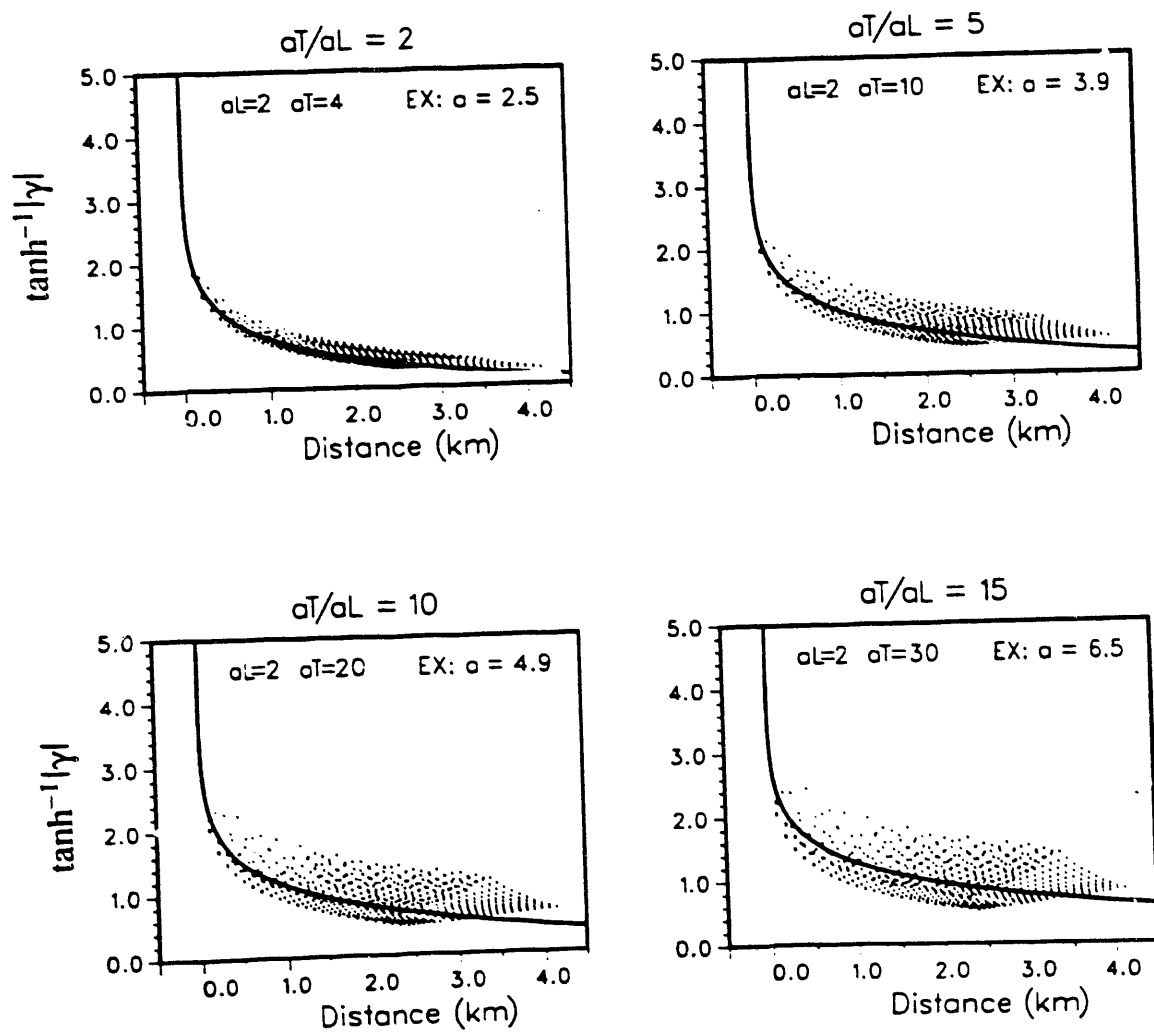 aT/aL = 2
aL=2 aT=4 EX: a = 2.5
5.0
4.0
3.0
2.0
1.0
0.0
tanh⁻¹|γ|
0.0 1.0 2.0 3.0 4.0
Distance (km)
aT/aL = 5
aL=2 aT=10 EX: a = 3.9
5.0
4.0
3.0
2.0
1.0
0.0
0.0 1.0 2.0 3.0 4.0
Distance (km)
aT/aL = 10
aL=2 aT=20 EX: a = 4.9
5.0
4.0
3.0
2.0
1.0
0.0
tanh⁻¹|γ|
0.0 1.0 2.0 3.0 4.0
Distance (km)
aT/aL = 15
aL=2 aT=30 EX: a = 6.5
5.0
4.0
3.0
2.0
1.0
0.0
0.0 1.0 2.0 3.0 4.0
Distance (km)